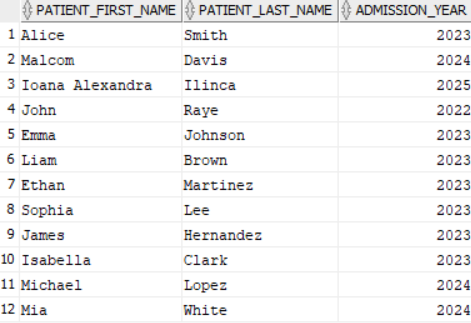 PATIENT_FIRST_NAME PATIENT_LAST_NAME ADMISSION_YEAR
1 Alice Smith 2023
2 Malcom Davis 2024
3 Ioana Alexandra Ilinca 2025
4 John Raye 2022
5 Emma Johnson 2023
6 Liam Brown 2023
7 Ethan Martinez 2023
8 Sophia Lee 2023
9 James Hernandez 2023
10 Isabella Clark 2023
11 Michael Lopez 2024
12 Mia White 2024